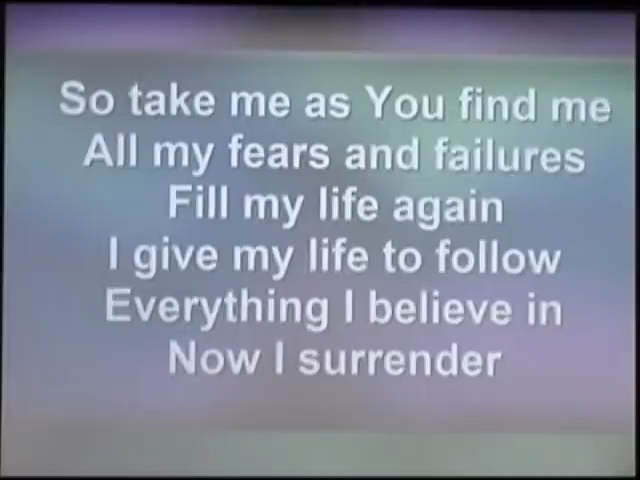 So take me as You find me
All my fears and failures
Fill my life again
I give my life to follow
Everything I believe in
Now I surrender